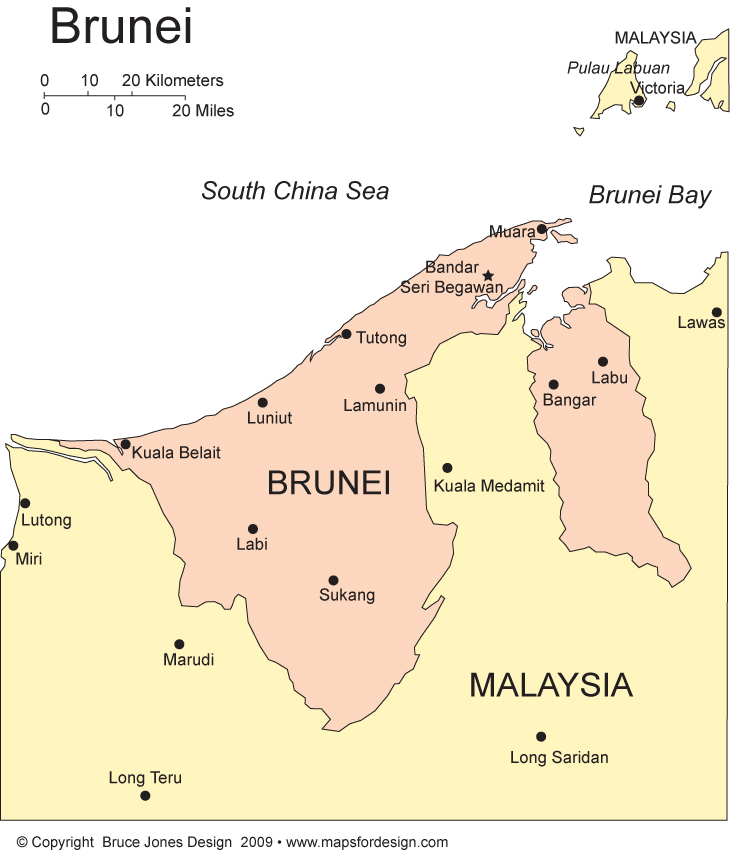 Brunei
0 10 20 Kilometers
0 10 20 Miles
MALAYSIA
Pulau Labuan
Victoria
South China Sea
Brunei Bay
Muara
Bandar
Seri Begawan
Lawas
Tutong
Labu
Bangar
Lamunin
Luniut
Kuala Belait
BRUNEI
Kuala Medamit
Lutong
Labi
Miri
Sukang
Marudi
MALAYSIA
Long Saridan
Long Teru
© Copyright Bruce Jones Design 2009 • www.mapsfordesign.com